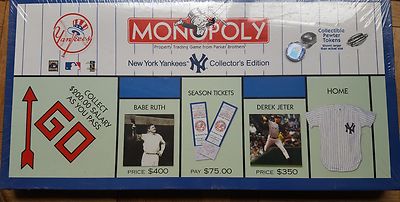 Yankees
MONOPOLY
Property Trading Game from Parker Brothers
New York Yankees NY Collector's Edition
Collectible
Pewter
Tokens
COLLECT
$200.00 SALARY
AS YOU PASS
GO
BABE RUTH
PRICE $400
SEASON TICKETS
PAY $75.00
DEREK JETER
PRICE $350
HOME